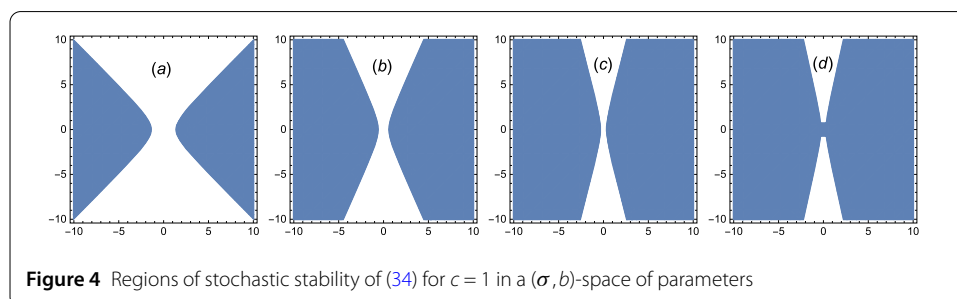 (a) (b) (c) (d)
10 10 10 10
5 5 5 5
0 0 0 0
−5 −5 −5 −5
−10 −10 −10 −10
−10 −5 0 5 10 −10 −5 0 5 10 −10 −5 0 5 10 −10 −5 0 5 10
Figure 4 Regions of stochastic stability of (34) for c = 1 in a (σ, b)-space of parameters